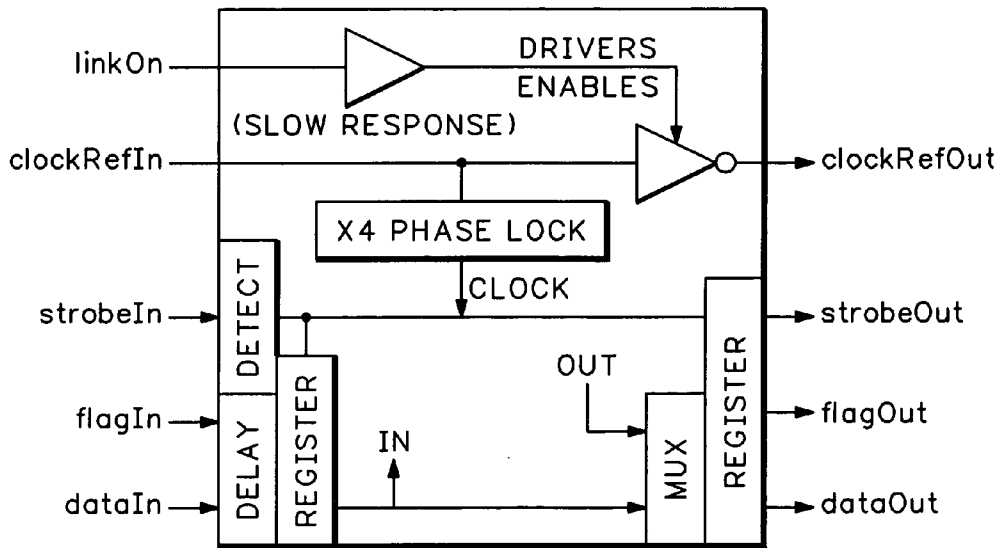 linkOn
DRIVERS
ENABLES
(SLOW RESPONSE)
clockRefIn
clockRefOut
X4 PHASE LOCK
CLOCK
DETECT
strobeIn
strobeOut
OUT
REGISTER
flagIn
flagOut
DELAY
REGISTER
IN
MUX
dataIn
dataOut